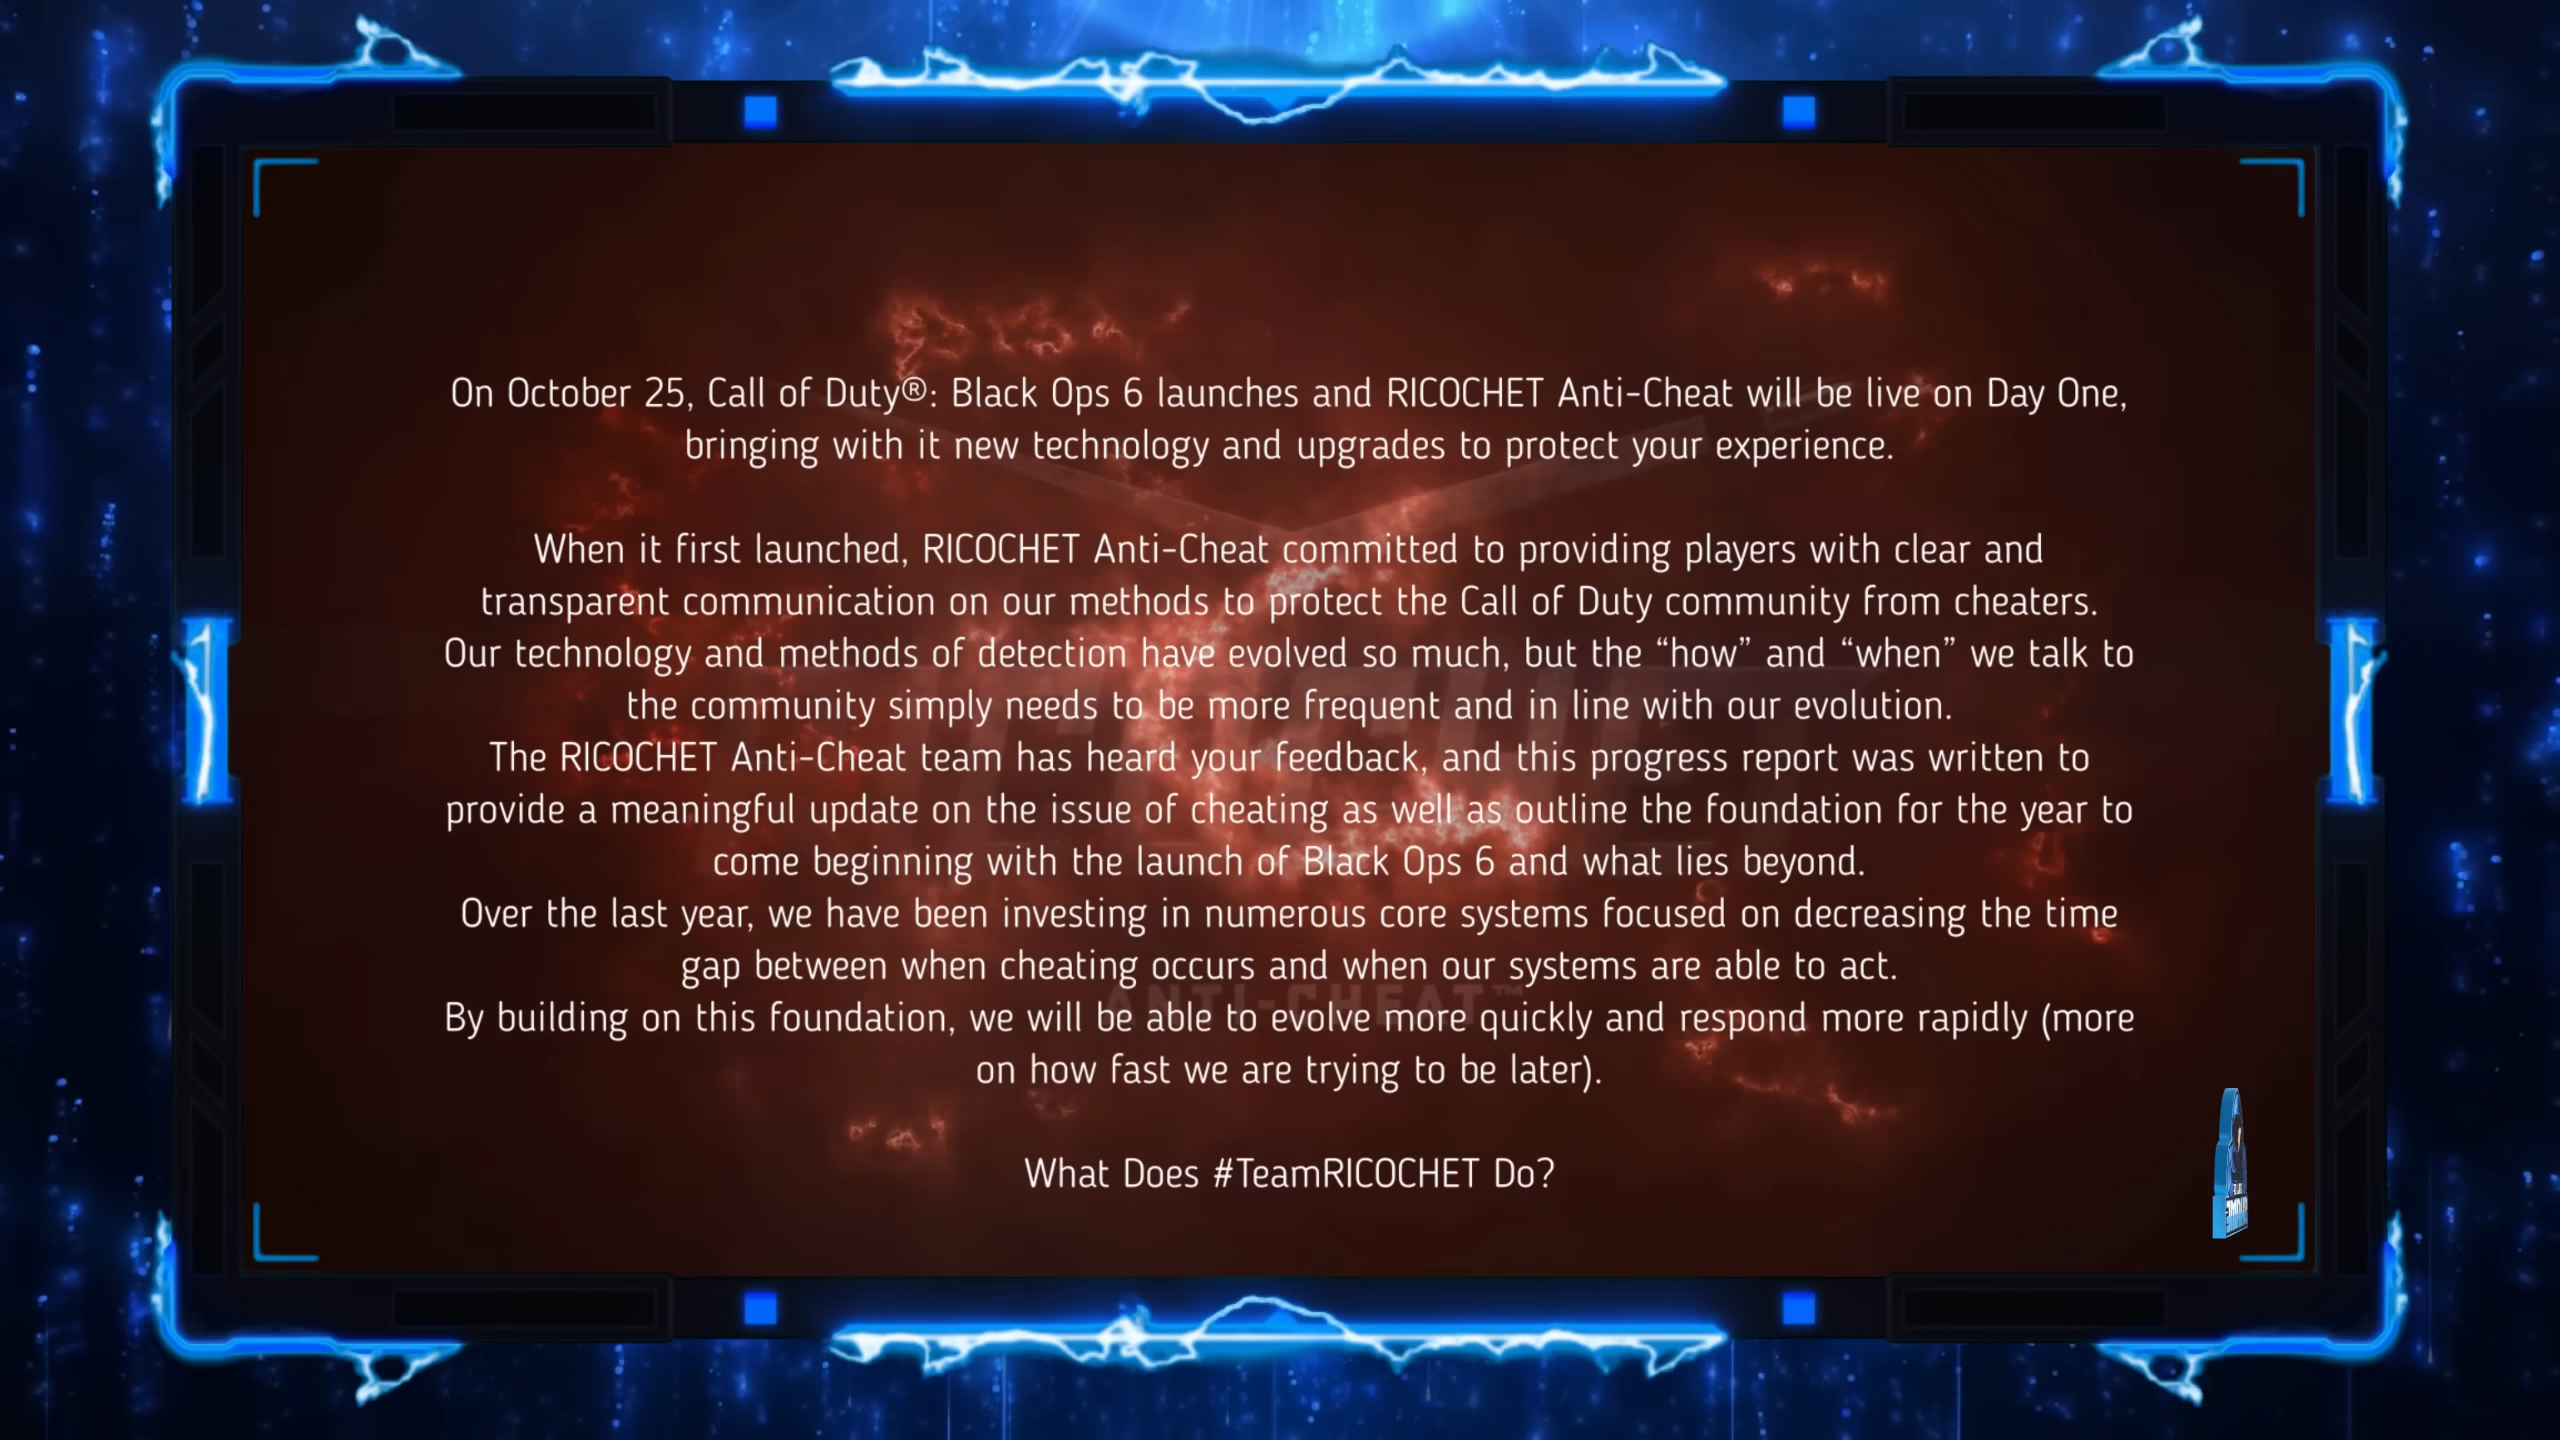 On October 25, Call of Duty®: Black Ops 6 launches and RICOCHET Anti-Cheat will be live on Day One,
bringing with it new technology and upgrades to protect your experience.
When it first launched, RICOCHET Anti-Cheat committed to providing players with clear and
transparent communication on our methods to protect the Call of Duty community from cheaters.
Our technology and methods of detection have evolved so much, but the “how” and “when” we talk to
the community simply needs to be more frequent and in line with our evolution.
The RICOCHET Anti-Cheat team has heard your feedback, and this progress report was written to
provide a meaningful update on the issue of cheating as well as outline the foundation for the year to
come beginning with the launch of Black Ops 6 and what lies beyond.
Over the last year, we have been investing in numerous core systems focused on decreasing the time
gap between when cheating occurs and when our systems are able to act.
ANTI-CHEAT™
By building on this foundation, we will be able to evolve more quickly and respond more rapidly (more
on how fast we are trying to be later).
What Does #TeamRICOCHET Do?